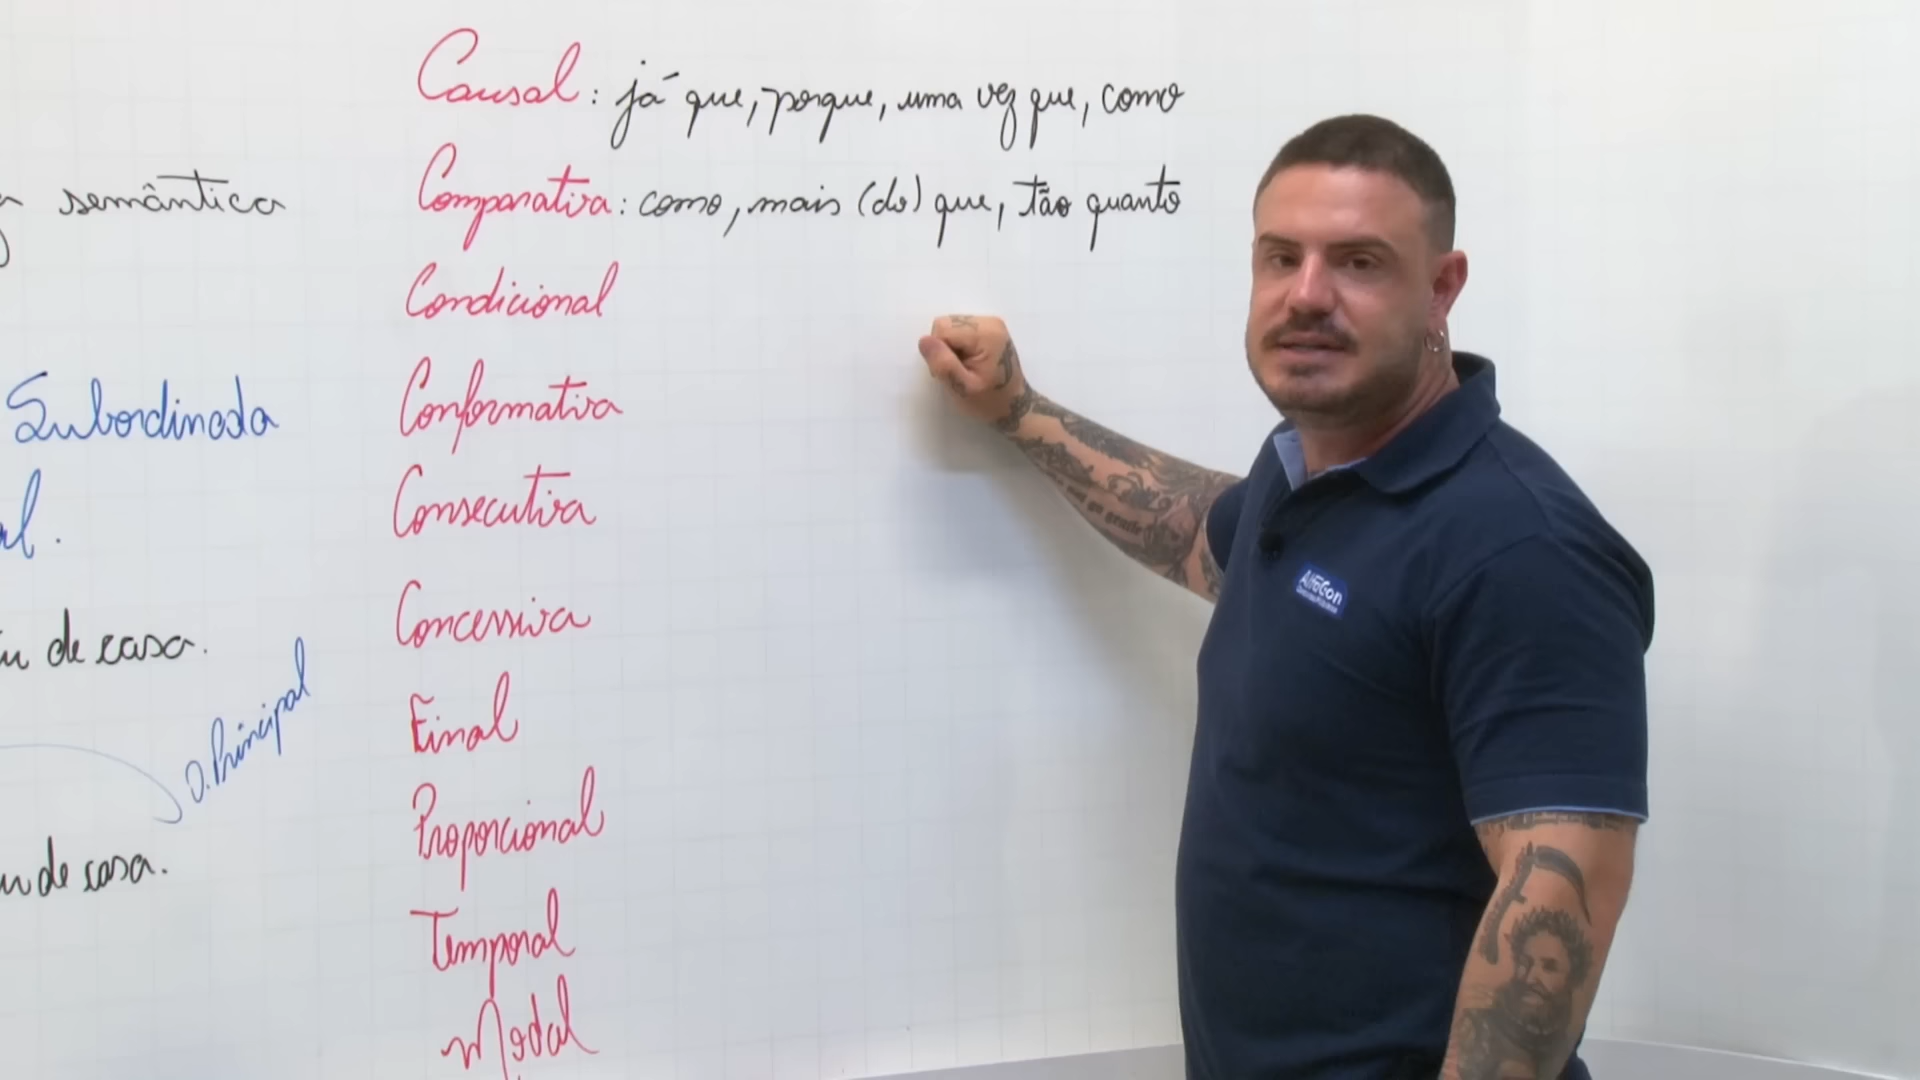 semântica
Subordinada
de casa.
O. Principal
de casa.
Causal: já que, porque, uma vez que, como
Comparativa: como, mais (do) que, tão quanto
Condicional
Conformativa
Consecutiva
Concessiva
Final
Proporcional
Temporal
Modal
AlfaCon